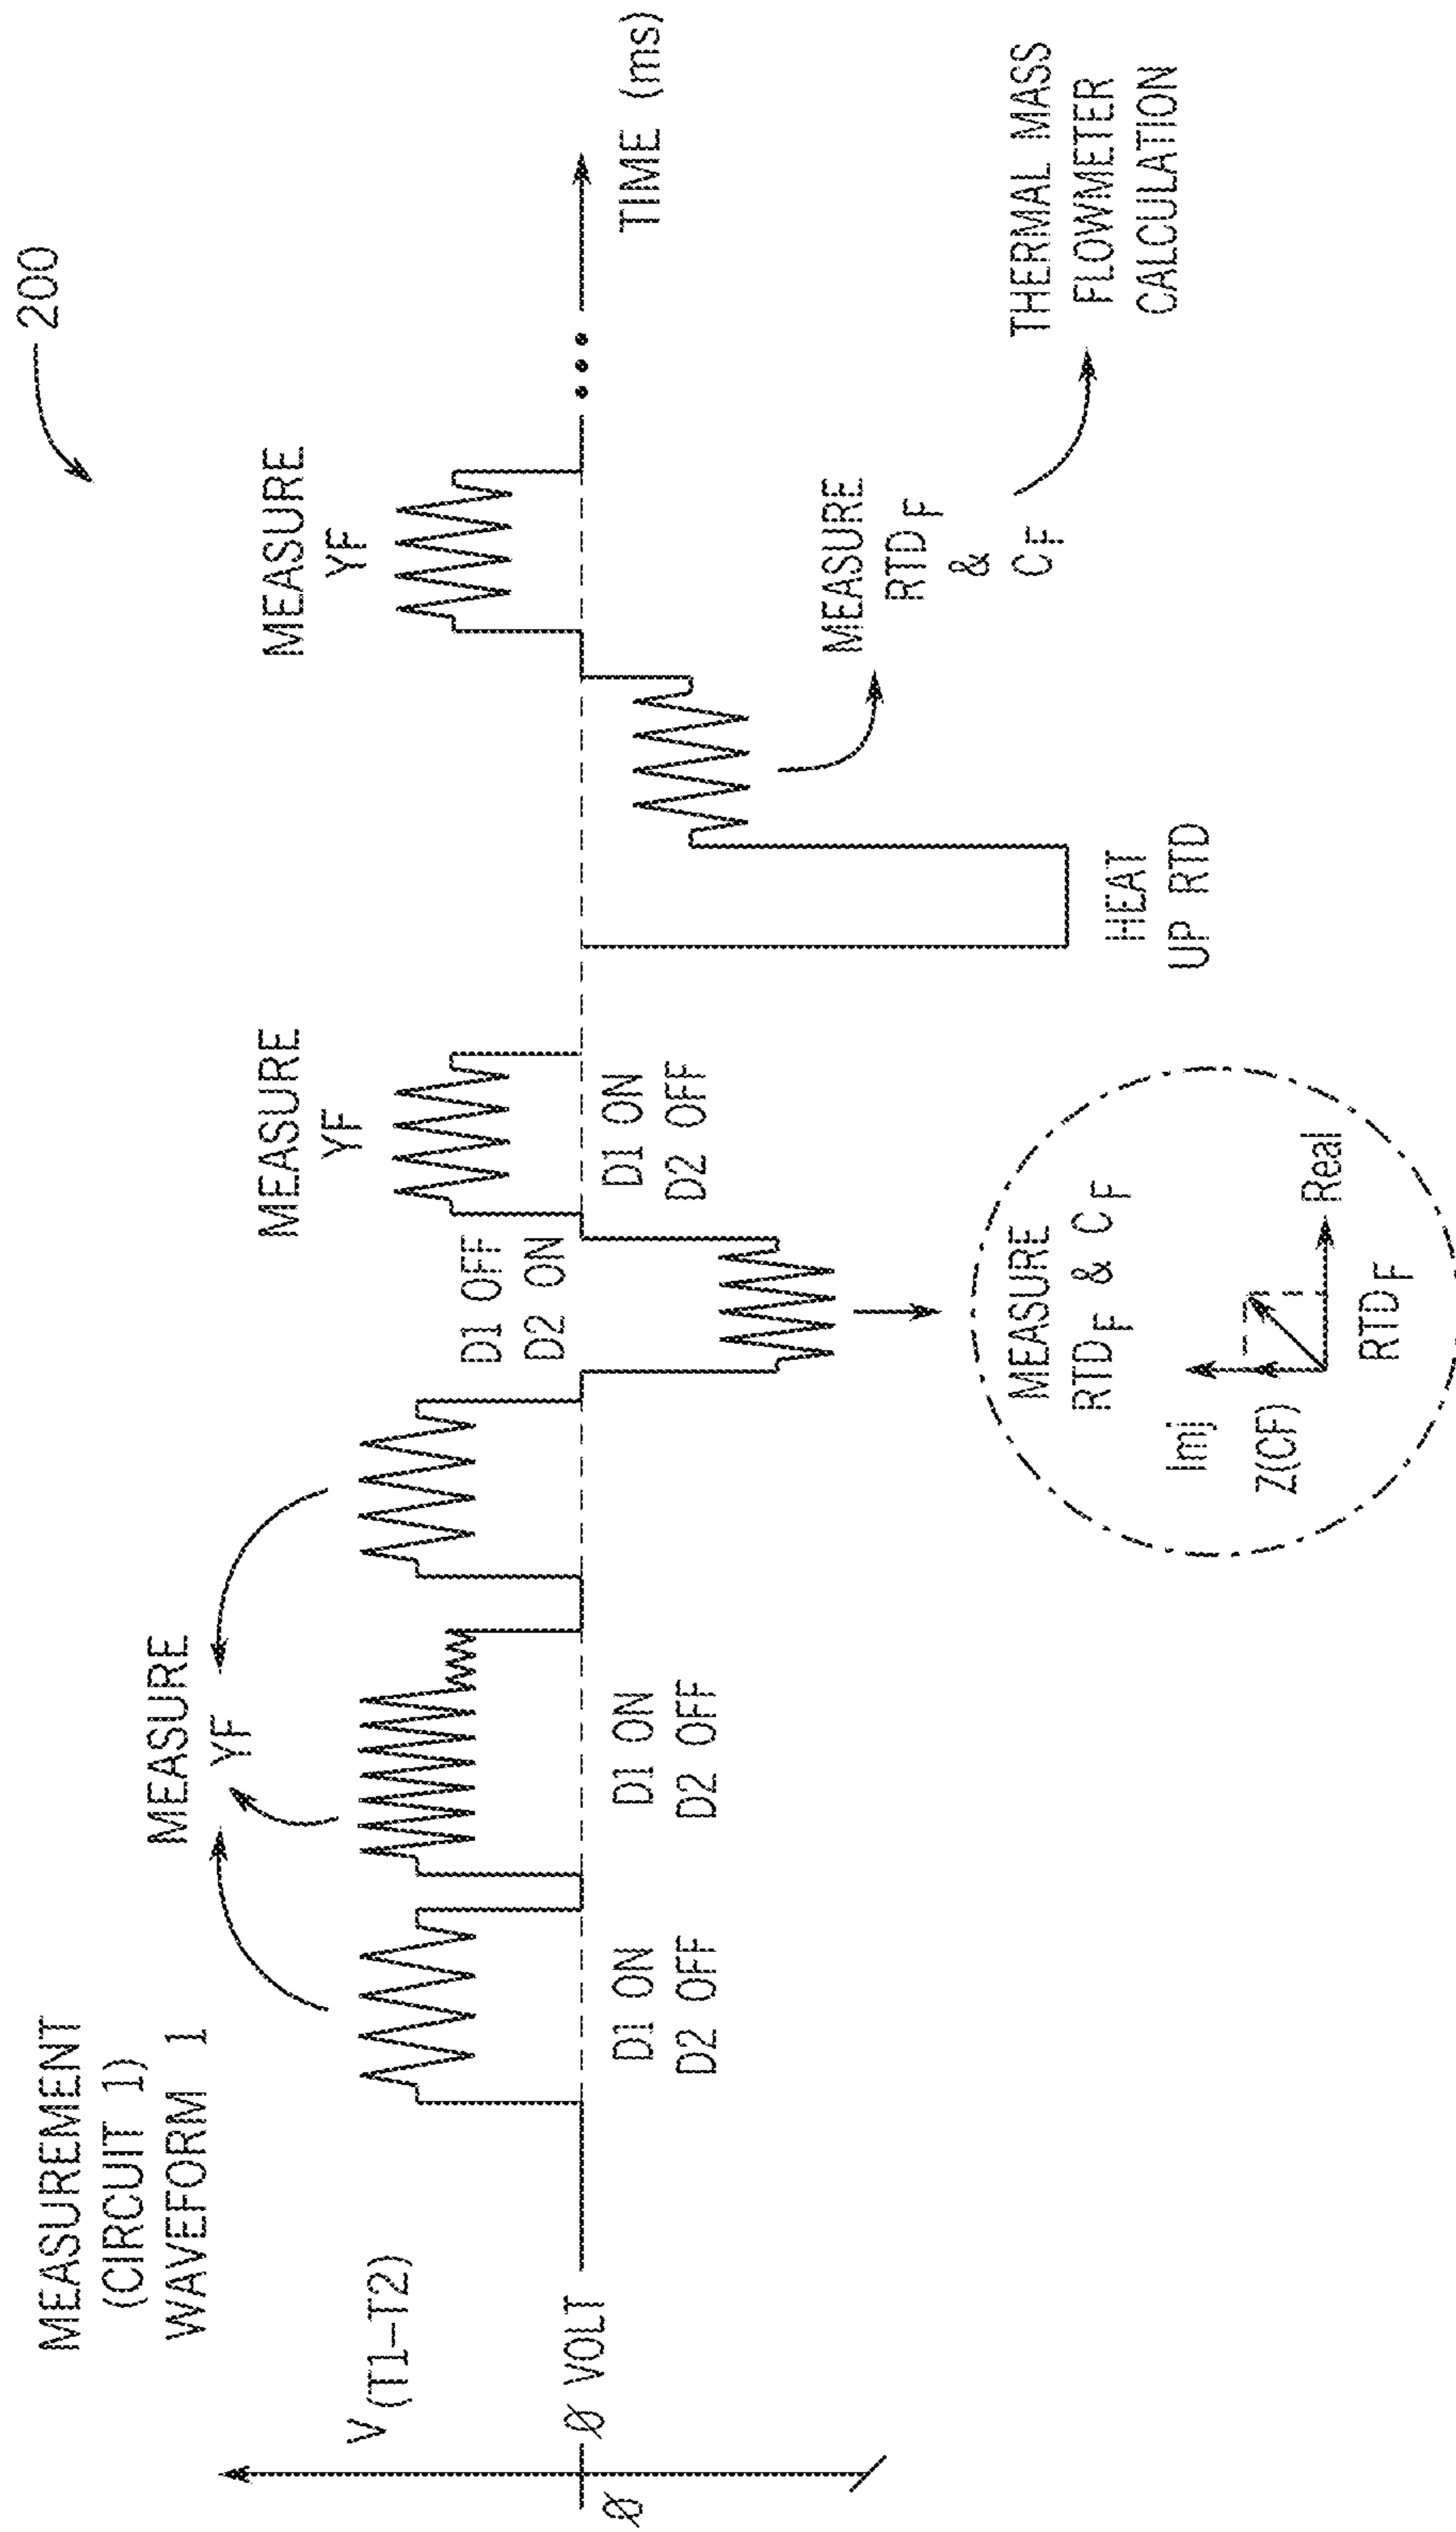 200
MEASUREMENT
(CIRCUIT 1)
WAVEFORM 1
V(T1–T2)
Ø VOLT
Ø
MEASURE
YF
MEASURE
YF
MEASURE
YF
TIME (ms)
D1 ON
D2 OFF
D1 ON
D2 OFF
D1 OFF
D2 ON
D1 ON
D2 OFF
HEAT
UP RTD
MEASURE
RTDF
&
CF
THERMAL MASS
FLOWMETER
CALCULATION
MEASURE
RTDF & CF
Imj
Z(CF)
Real
RTDF